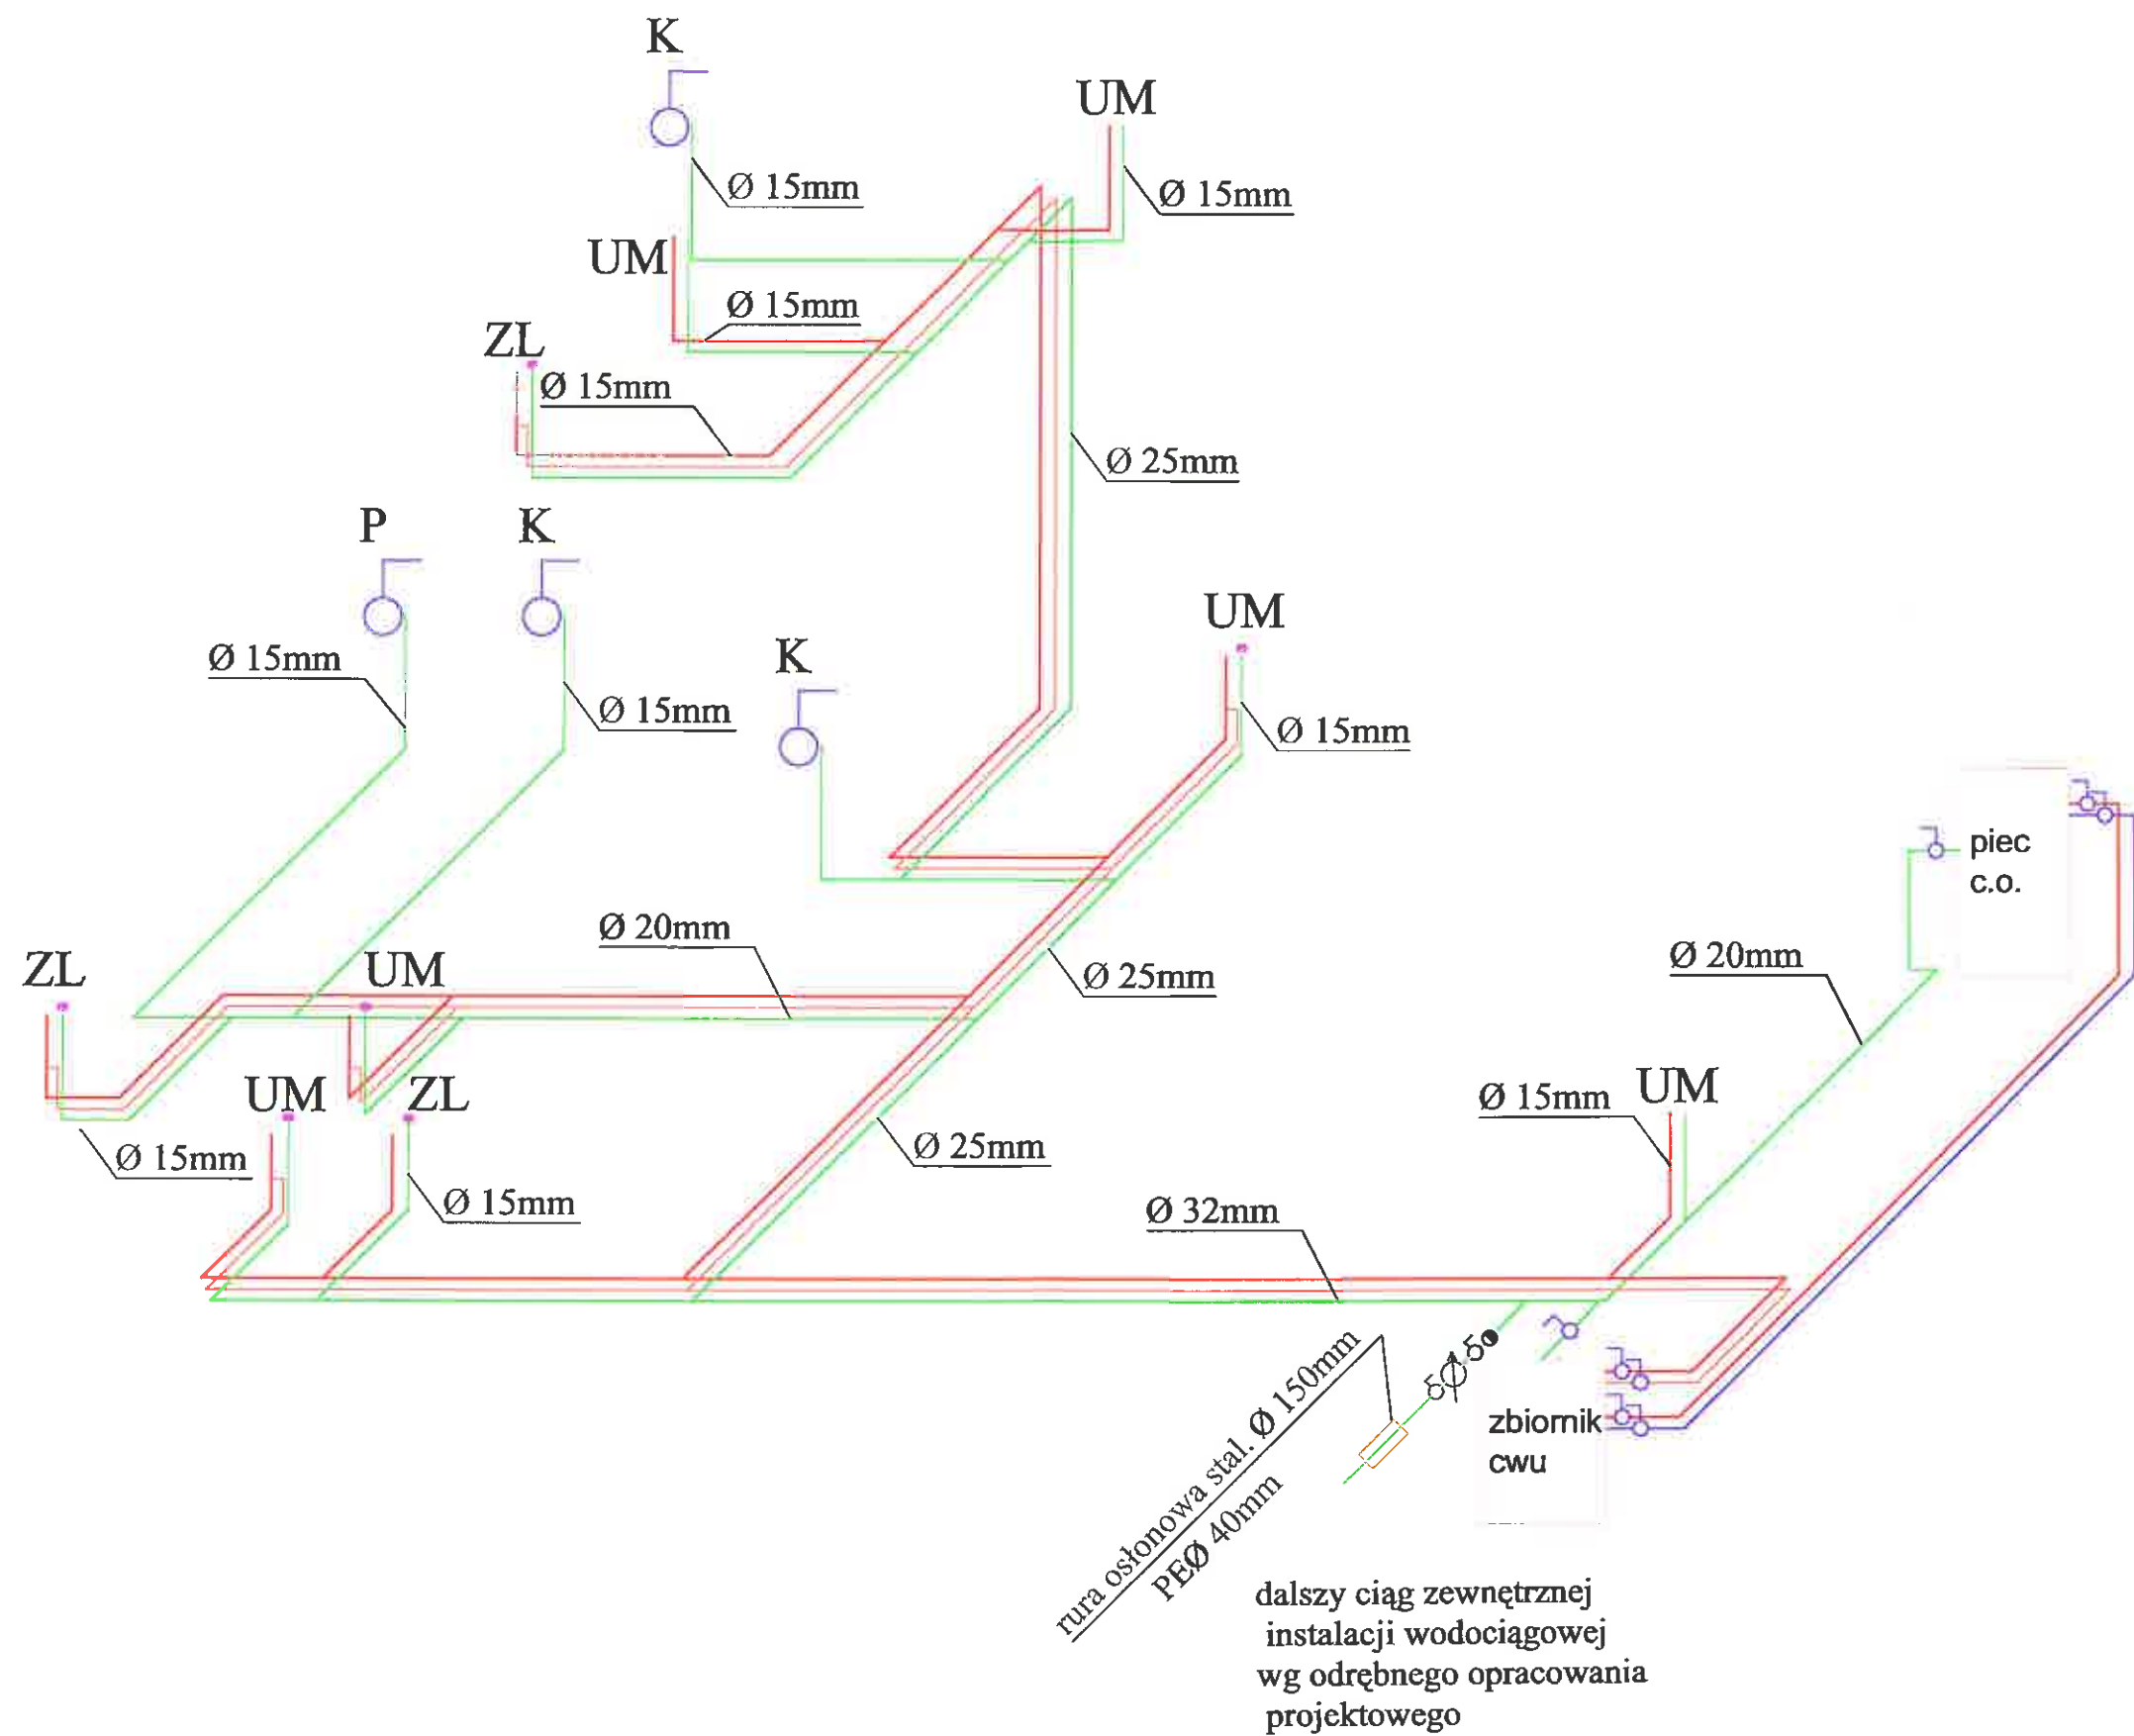 K
UM
Ø 15mm
Ø 15mm
UM
Ø 15mm
ZL
Ø 15mm
Ø 25mm
P
K
UM
K
Ø 15mm
Ø 15mm
Ø 15mm
piec
c.o.
Ø 20mm
Ø 20mm
ZL
UM
Ø 25mm
UM
ZL
Ø 15mm
UM
Ø 15mm
Ø 25mm
Ø 15mm
Ø 32mm
rura osłonowa stal. Ø 150mm
PEØ 40mm
zbiornik
cwu
dalszy ciąg zewnętrznej
instalacji wodociągowej
wg odrębnego opracowania
projektowego